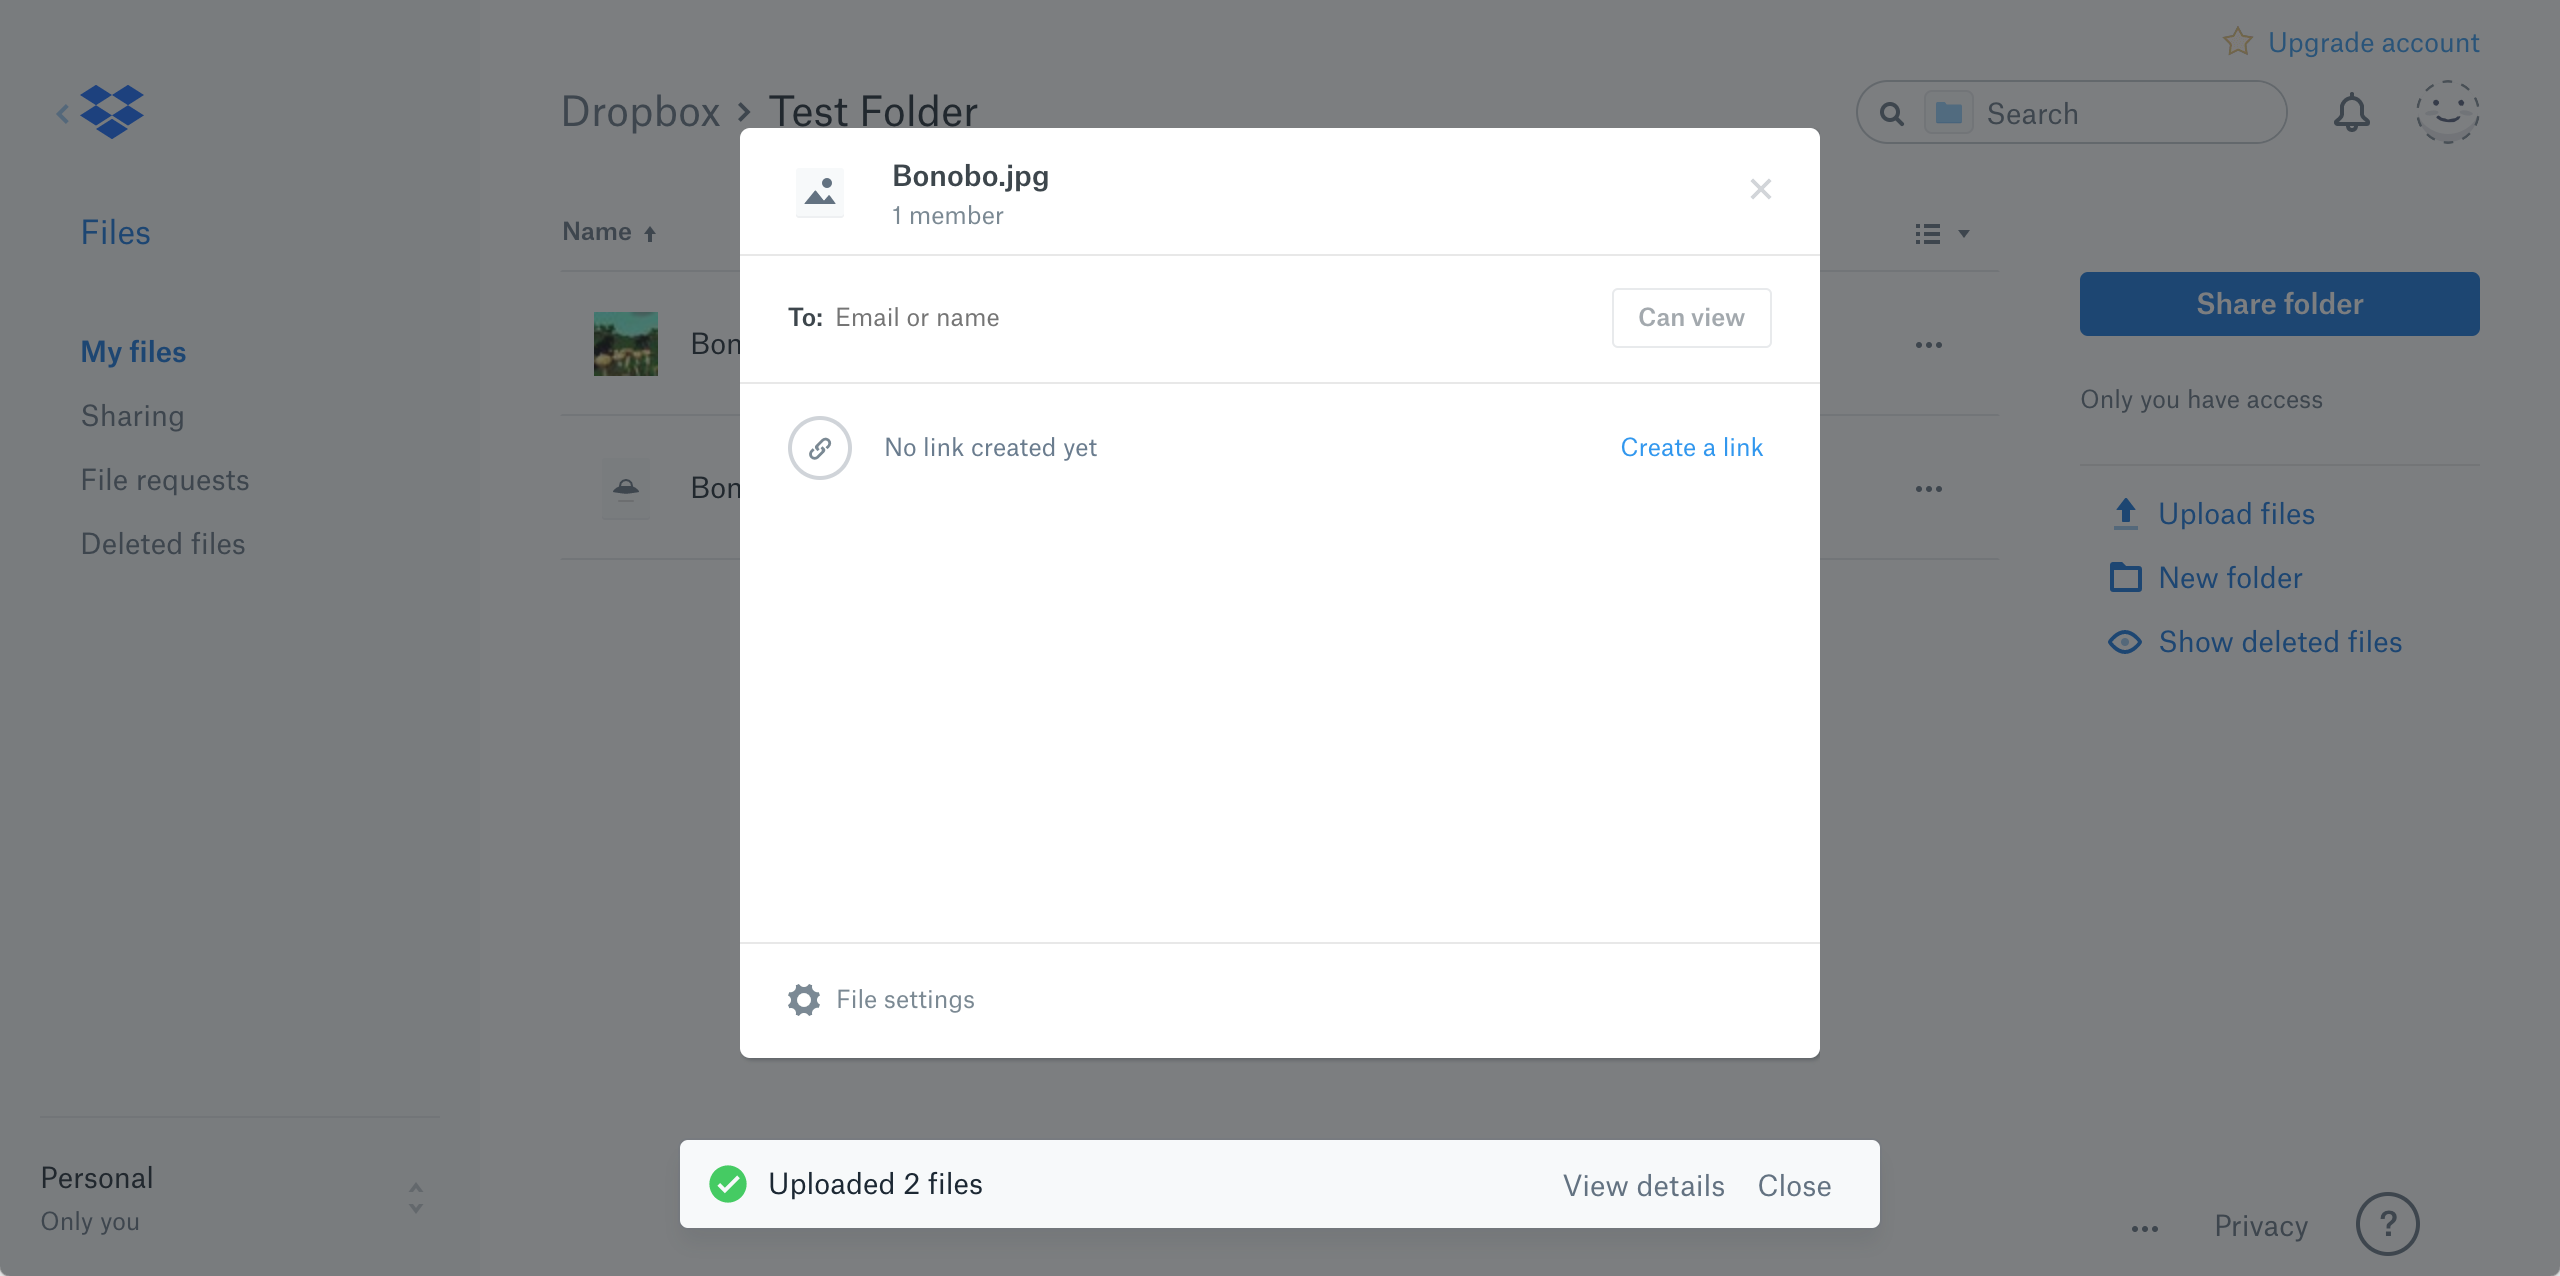 Upgrade account
Dropbox > Test Folder
Search
Files
My files
Sharing
File requests
Deleted files
Personal
Only you
Name
Bon
Bon
Bonobo.jpg
1 member
To: Email or name
Can view
No link created yet
Create a link
File settings
Share folder
Only you have access
Upload files
New folder
Show deleted files
Uploaded 2 files
View details
Close
Privacy
?